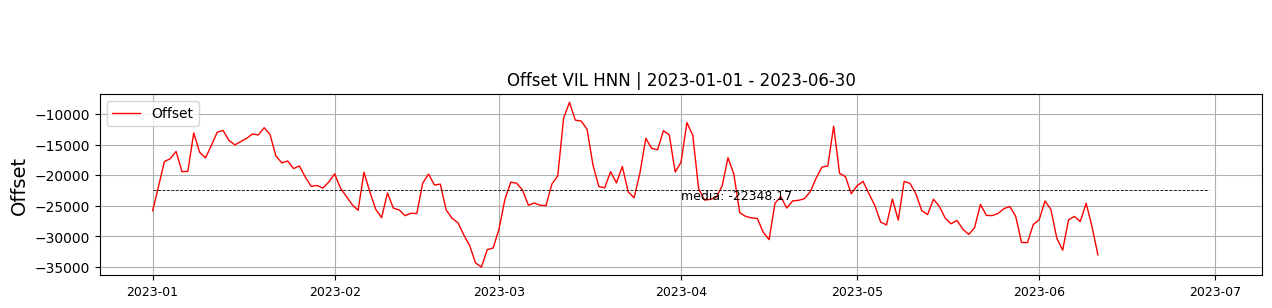 Offset VIL HNN | 2023-01-01 - 2023-06-30
Offset
Offset
−10000
−15000
−20000
−25000
−30000
−35000
media: -22348.17
2023-01 2023-02 2023-03 2023-04 2023-05 2023-06 2023-07